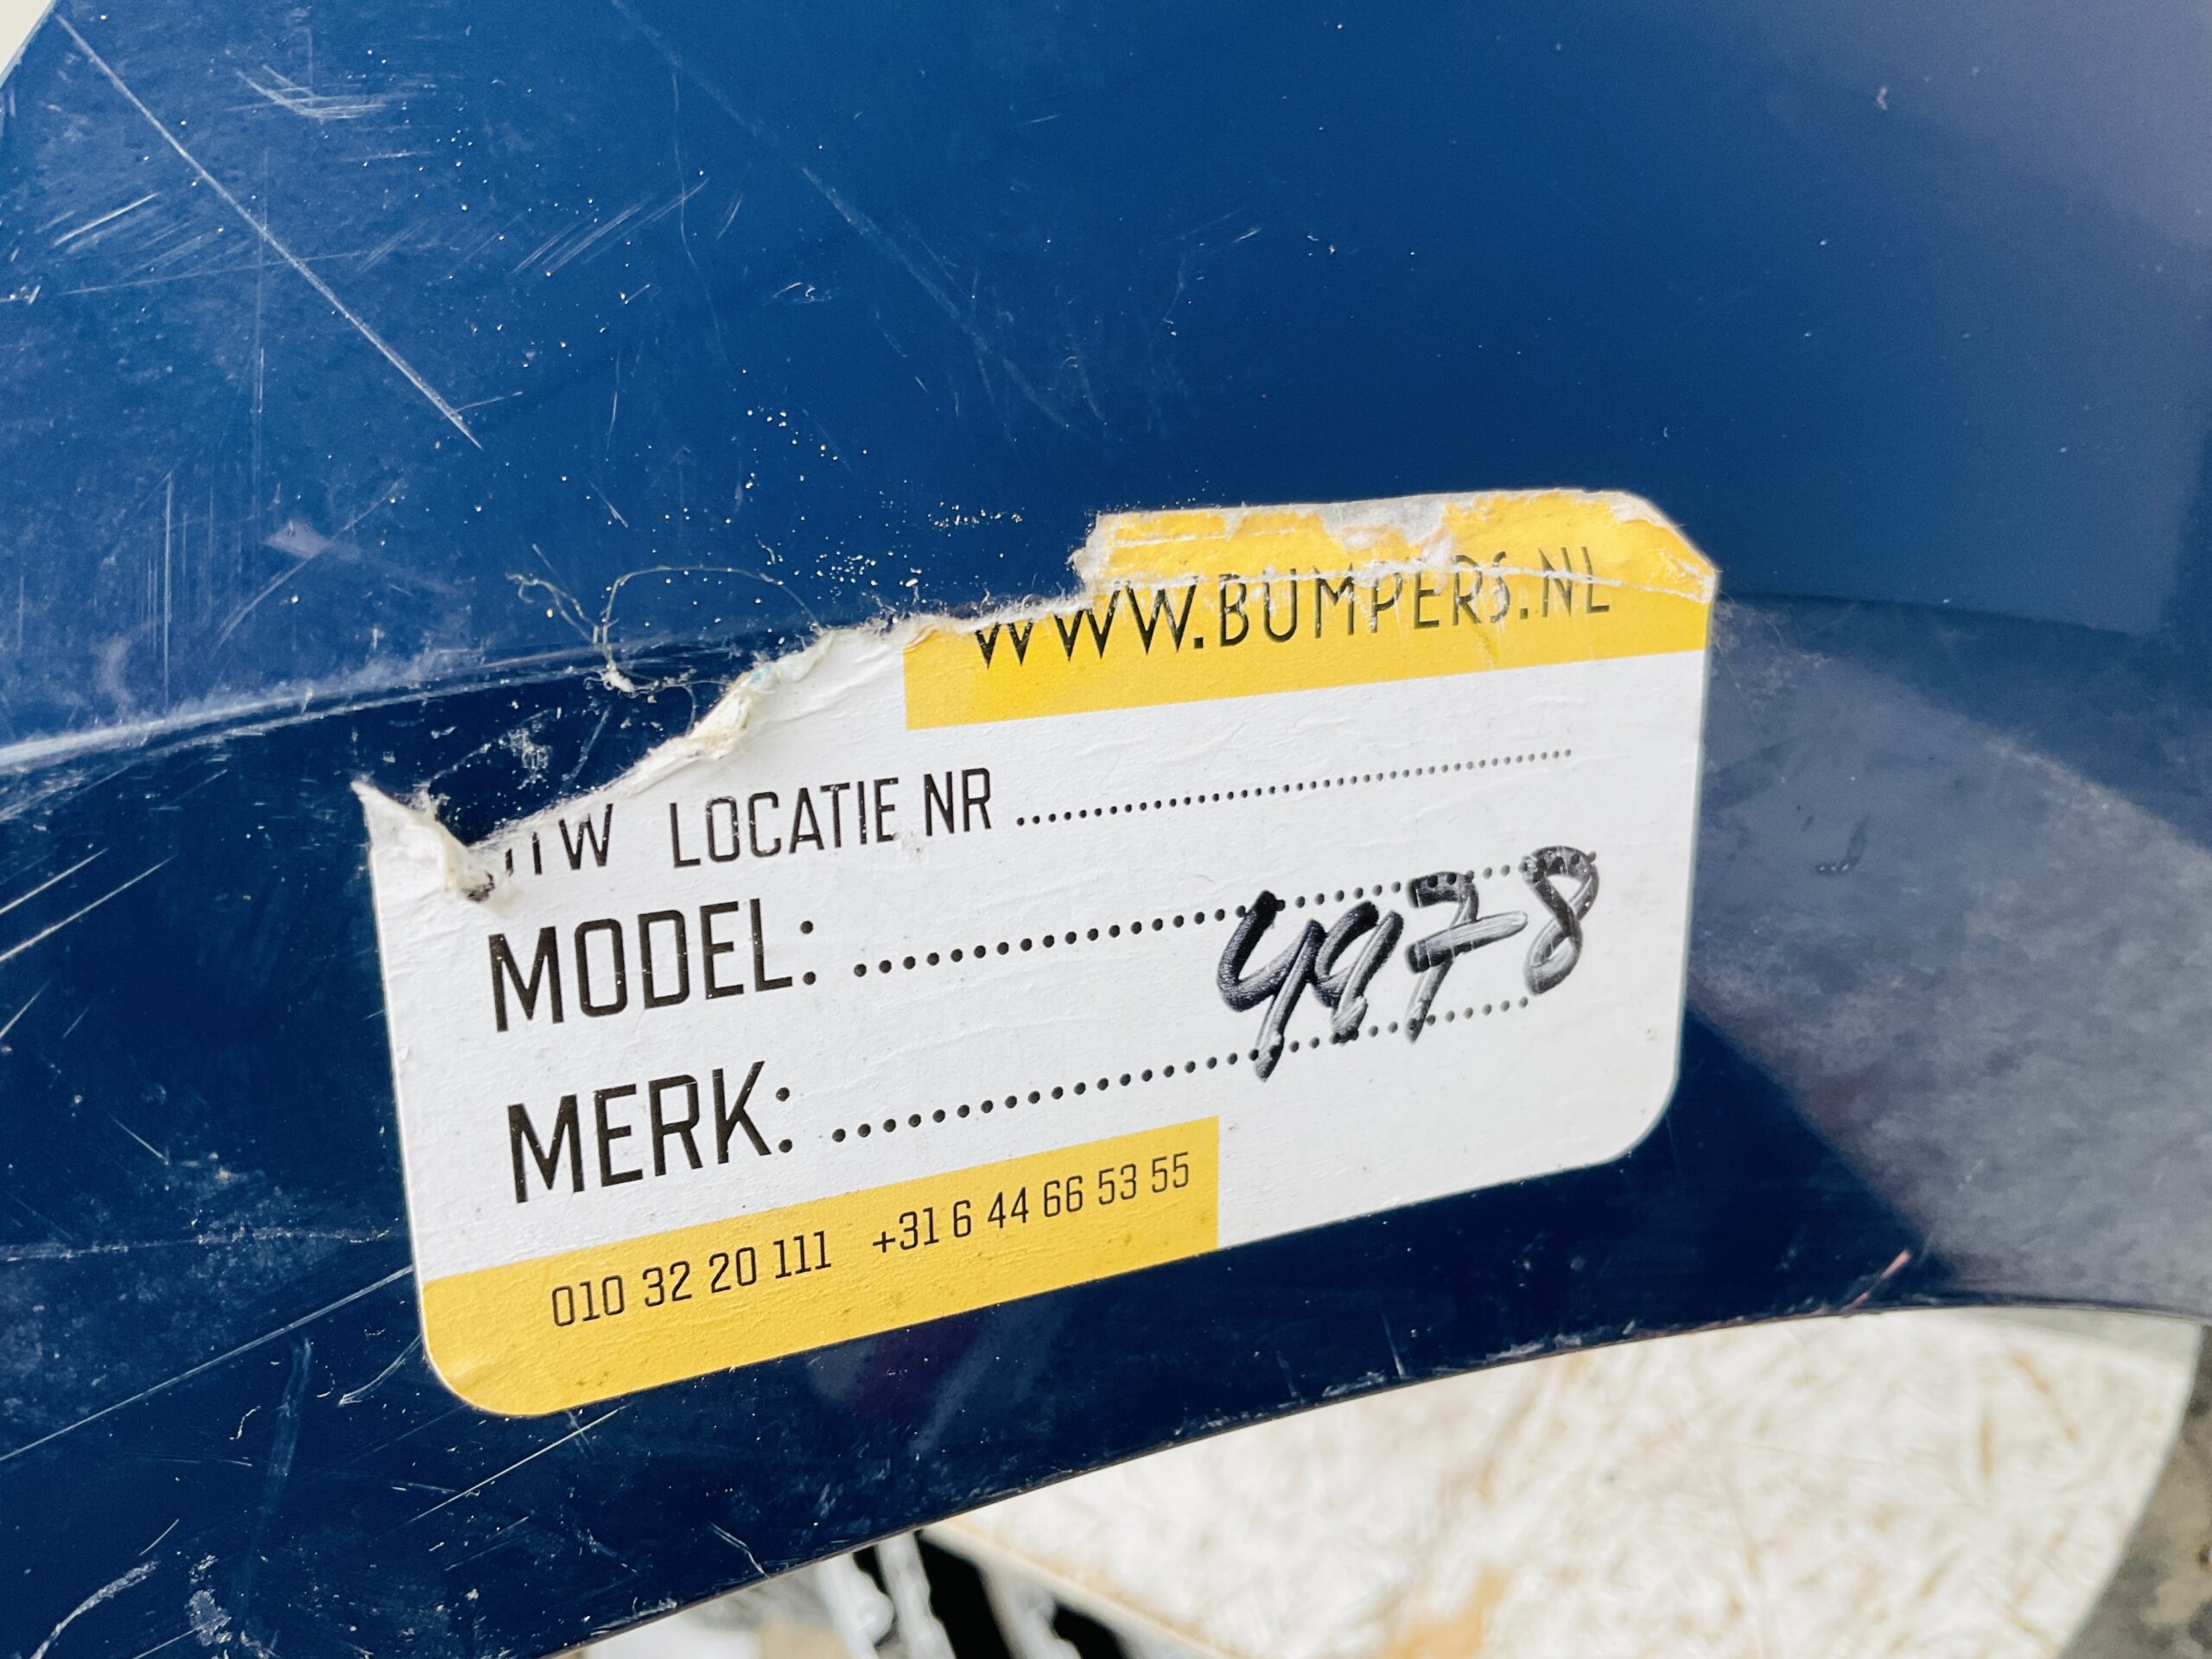 WWW.BUMPERS.NL
LOCATIE NR ........................................
MODEL: ........................................
4978
MERK: ........................................
010 32 20 111 +31 6 44 66 53 55